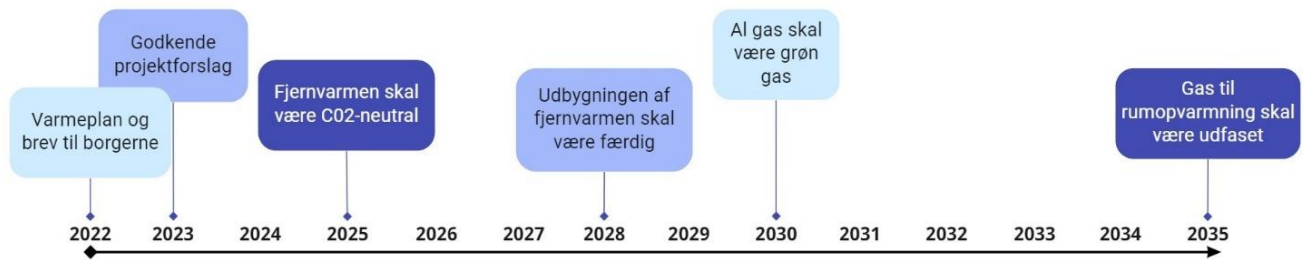 Varmeplan og
brev til borgerne
Godkende
projektforslag
Fjernvarmen skal
være C02-neutral
Udbygningen af
fjernvarmen skal
være færdig
Al gas skal
være grøn
gas
Gas til
rumopvarmning skal
være udfaset
2022 2023 2024 2025 2026 2027 2028 2029 2030 2031 2032 2033 2034 2035